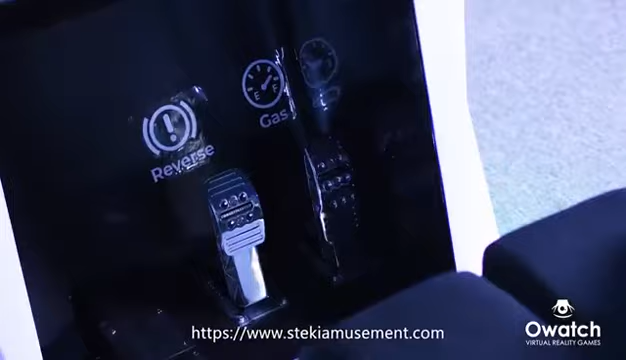 Reverse
E F
Gas
https://www.stekiamusement.com
Owatch
VIRTUAL REALITY GAMES